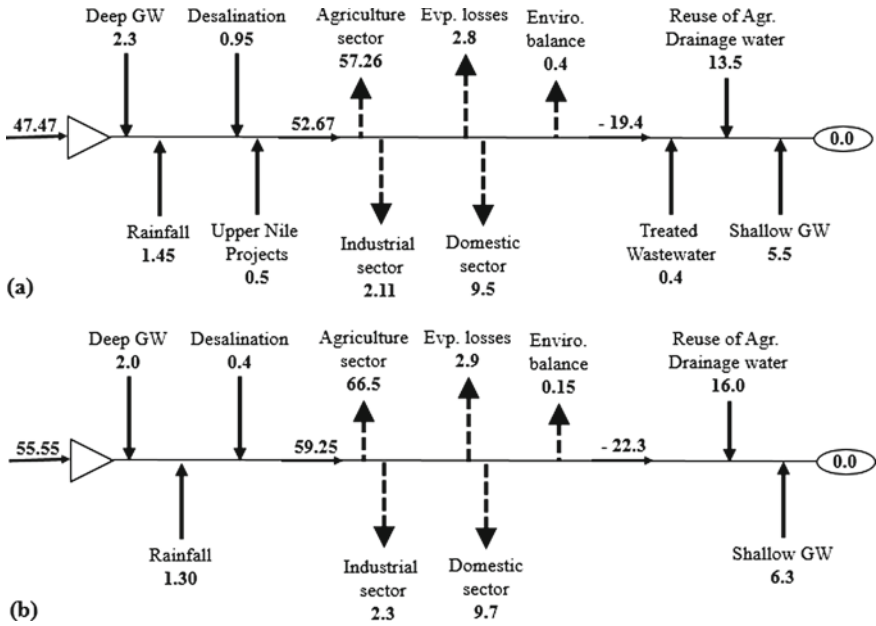 Deep GW
2.3
Desalination
0.95
Agriculture
sector
57.26
Evp. losses
2.8
Enviro.
balance
0.4
Reuse of Agr.
Drainage water
13.5
47.47
52.67
- 19.4
0.0
Rainfall
1.45
Upper Nile
Projects
0.5
Industrial
sector
2.11
Domestic
sector
9.5
Treated
Wastewater
0.4
Shallow GW
5.5
(a)
Deep GW
2.0
Desalination
0.4
Agriculture
sector
66.5
Evp. losses
2.9
Enviro.
balance
0.15
Reuse of Agr.
Drainage water
16.0
55.55
59.25
- 22.3
0.0
Rainfall
1.30
Industrial
sector
2.3
Domestic
sector
9.7
Shallow GW
6.3
(b)